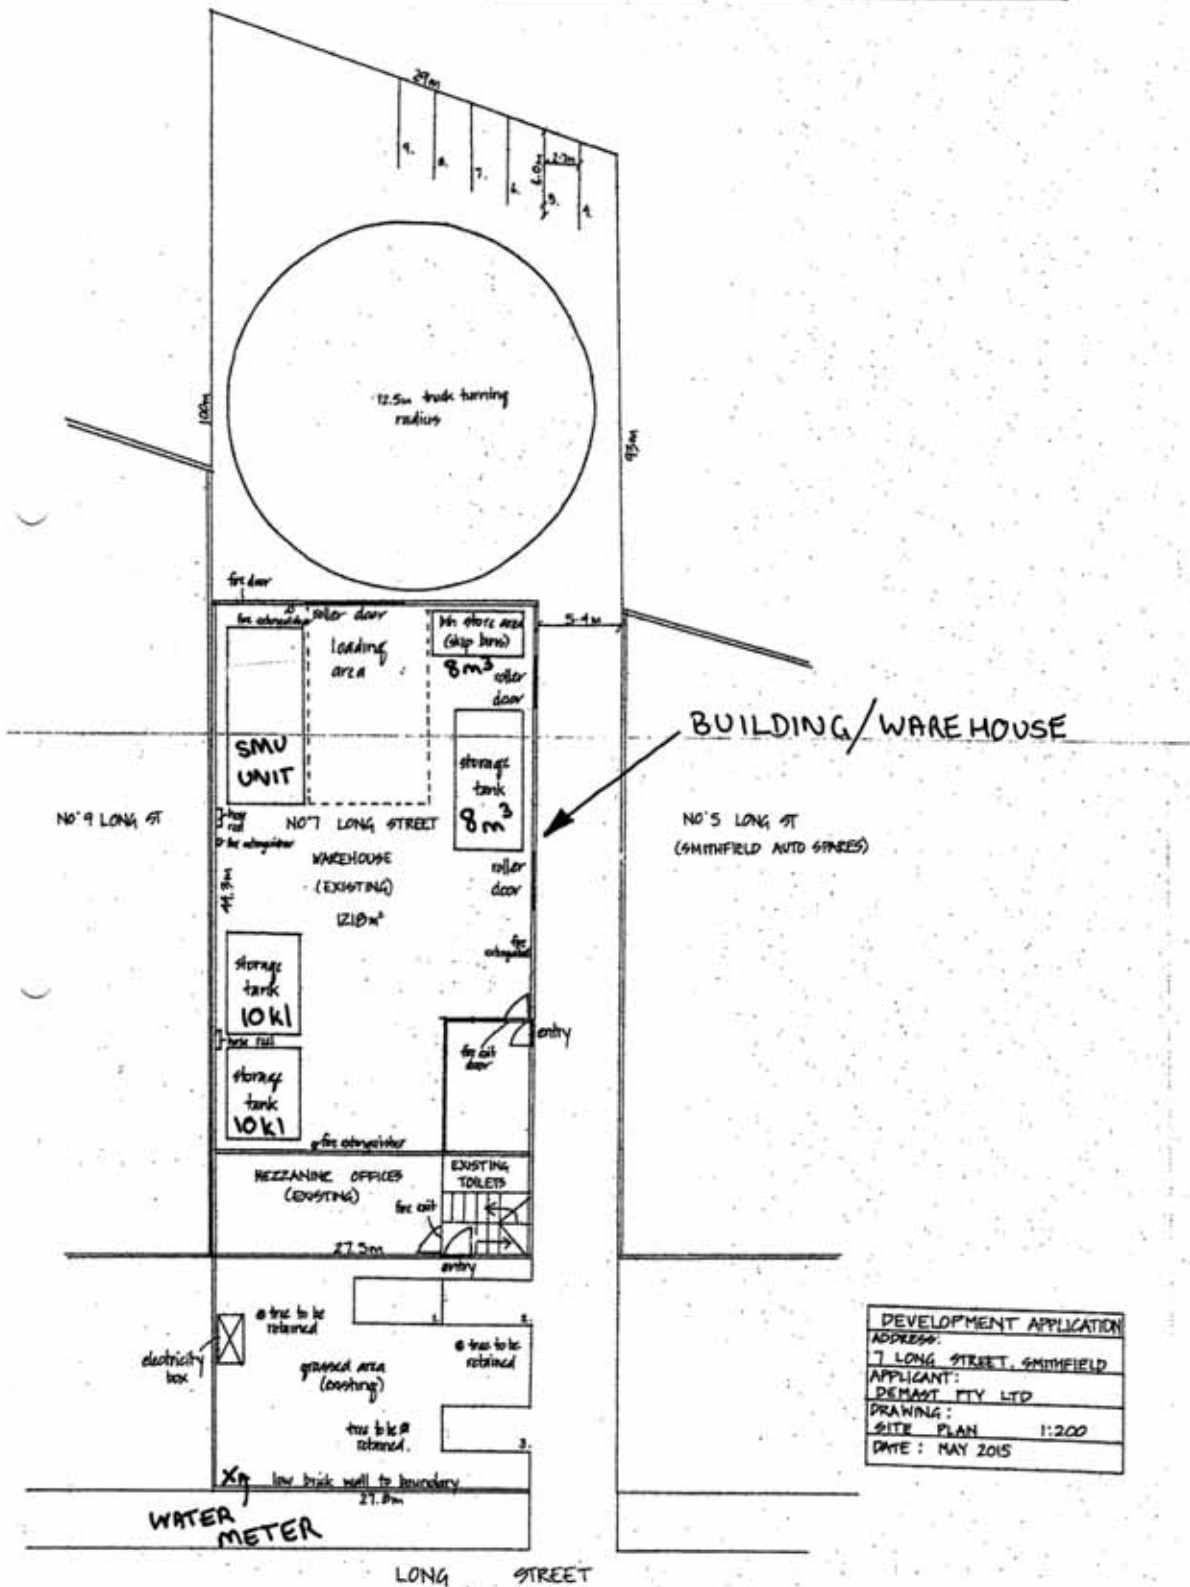 29m
9.
8.
7.
6.
6.0m
2.7m
5.
4.
12.5m truck turning
radius
100m
93m
fire door
fire extinguisher
roller door
loading
area
bin store area
(skip bins)
8m³
roller
door
5.4m
BUILDING/WAREHOUSE
SMU
UNIT
storage
tank
8m³
NO'9 LONG ST
hose
reel
NO'7 LONG STREET
NO'5 LONG ST
(SMITHFIELD AUTO SPARES)
fire extinguisher
WAREHOUSE
(EXISTING)
1218m²
roller
door
44.3m
fire
extinguisher
storage
tank
10kl
hose reel
entry
fire exit
door
storage
tank
10kl
fire extinguisher
MEZZANINE OFFICES
(EXISTING)
EXISTING
TOILETS
fire exit
27.5m
entry
1.
2.
tree to be
retained
tree to be
retained
electricity
box
grassed area
(existing)
tree to be
retained.
3.
X
low brick wall to boundary
27.8m
WATER
METER
LONG STREET
DEVELOPMENT APPLICATION
ADDRESS:
7 LONG STREET, SMITHFIELD
APPLICANT:
DEMAST PTY LTD
DRAWING:
SITE PLAN 1:200
DATE: MAY 2015